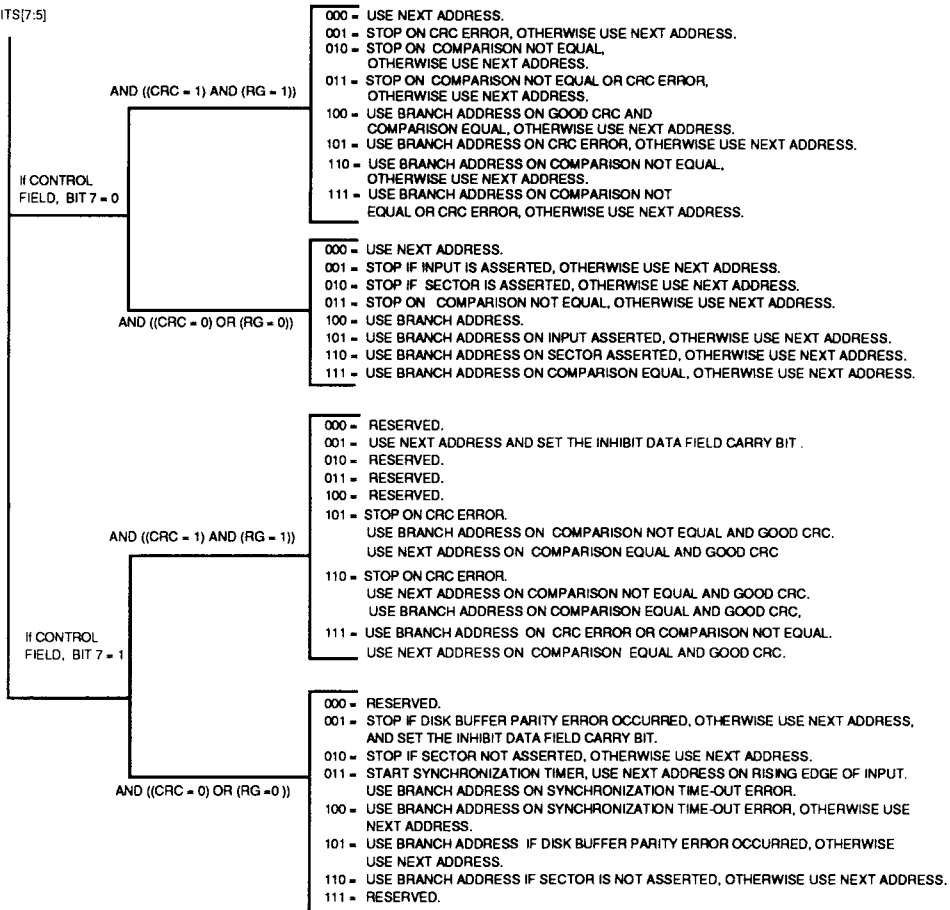 ITS[7:5]
000 = USE NEXT ADDRESS.
001 = STOP ON CRC ERROR, OTHERWISE USE NEXT ADDRESS.
010 = STOP ON COMPARISON NOT EQUAL,
OTHERWISE USE NEXT ADDRESS.
011 = STOP ON COMPARISON NOT EQUAL OR CRC ERROR,
OTHERWISE USE NEXT ADDRESS.
AND ((CRC = 1) AND (RG = 1))
100 = USE BRANCH ADDRESS ON GOOD CRC AND
COMPARISON EQUAL, OTHERWISE USE NEXT ADDRESS.
101 = USE BRANCH ADDRESS ON CRC ERROR, OTHERWISE USE NEXT ADDRESS.
110 = USE BRANCH ADDRESS ON COMPARISON NOT EQUAL,
OTHERWISE USE NEXT ADDRESS.
111 = USE BRANCH ADDRESS ON COMPARISON NOT
EQUAL OR CRC ERROR, OTHERWISE USE NEXT ADDRESS.
If CONTROL
FIELD, BIT 7 = 0
000 = USE NEXT ADDRESS.
001 = STOP IF INPUT IS ASSERTED, OTHERWISE USE NEXT ADDRESS.
010 = STOP IF SECTOR IS ASSERTED, OTHERWISE USE NEXT ADDRESS.
011 = STOP ON COMPARISON NOT EQUAL, OTHERWISE USE NEXT ADDRESS.
AND ((CRC = 0) OR (RG = 0))
100 = USE BRANCH ADDRESS.
101 = USE BRANCH ADDRESS ON INPUT ASSERTED, OTHERWISE USE NEXT ADDRESS.
110 = USE BRANCH ADDRESS ON SECTOR ASSERTED, OTHERWISE USE NEXT ADDRESS.
111 = USE BRANCH ADDRESS ON COMPARISON EQUAL, OTHERWISE USE NEXT ADDRESS.
000 = RESERVED.
001 = USE NEXT ADDRESS AND SET THE INHIBIT DATA FIELD CARRY BIT .
010 = RESERVED.
011 = RESERVED.
100 = RESERVED.
101 = STOP ON CRC ERROR.
USE BRANCH ADDRESS ON COMPARISON NOT EQUAL AND GOOD CRC.
AND ((CRC = 1) AND (RG = 1))
USE NEXT ADDRESS ON COMPARISON EQUAL AND GOOD CRC
110 = STOP ON CRC ERROR.
USE NEXT ADDRESS ON COMPARISON NOT EQUAL AND GOOD CRC.
USE BRANCH ADDRESS ON COMPARISON EQUAL AND GOOD CRC,
111 = USE BRANCH ADDRESS ON CRC ERROR OR COMPARISON NOT EQUAL.
USE NEXT ADDRESS ON COMPARISON EQUAL AND GOOD CRC.
If CONTROL
FIELD, BIT 7 = 1
000 = RESERVED.
001 = STOP IF DISK BUFFER PARITY ERROR OCCURRED, OTHERWISE USE NEXT ADDRESS,
AND SET THE INHIBIT DATA FIELD CARRY BIT.
010 = STOP IF SECTOR NOT ASSERTED, OTHERWISE USE NEXT ADDRESS.
011 = START SYNCHRONIZATION TIMER, USE NEXT ADDRESS ON RISING EDGE OF INPUT.
USE BRANCH ADDRESS ON SYNCHRONIZATION TIME-OUT ERROR.
AND ((CRC = 0) OR (RG =0 ))
100 = USE BRANCH ADDRESS ON SYNCHRONIZATION TIME-OUT ERROR, OTHERWISE USE
NEXT ADDRESS.
101 = USE BRANCH ADDRESS IF DISK BUFFER PARITY ERROR OCCURRED, OTHERWISE
USE NEXT ADDRESS.
110 = USE BRANCH ADDRESS IF SECTOR IS NOT ASSERTED, OTHERWISE USE NEXT ADDRESS.
111 = RESERVED.